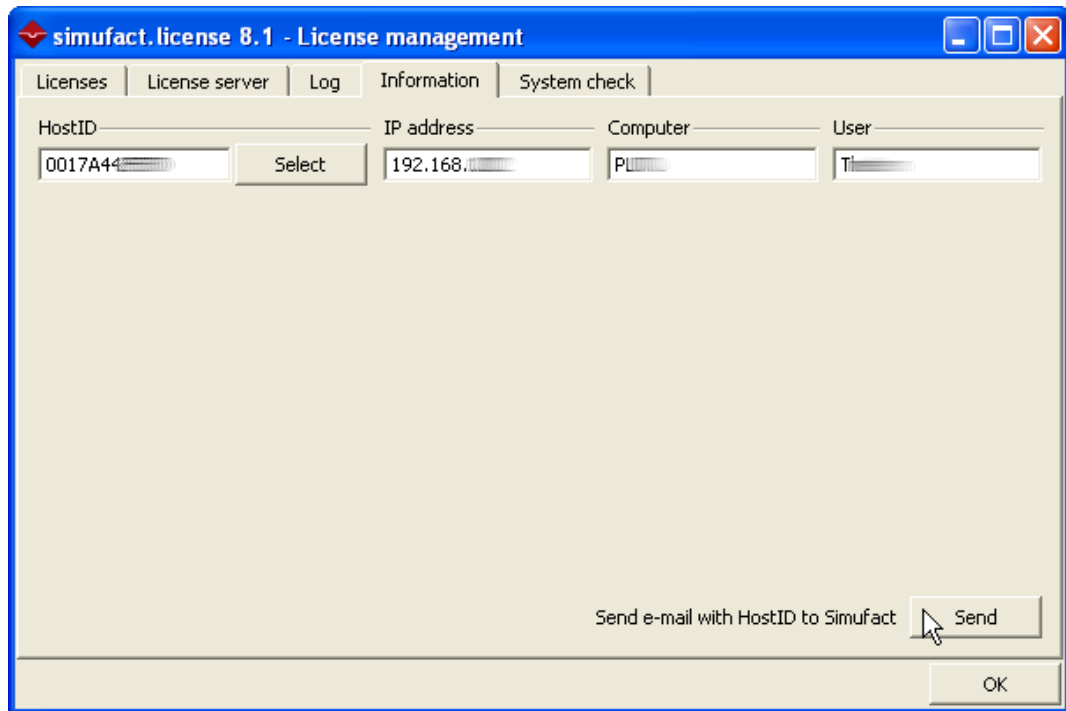 simufact.license 8.1 - License management
Licenses License server Log Information System check
HostID IP address Computer User
0017A44 Select 192.168.
Send e-mail with HostID to Simufact Send
OK